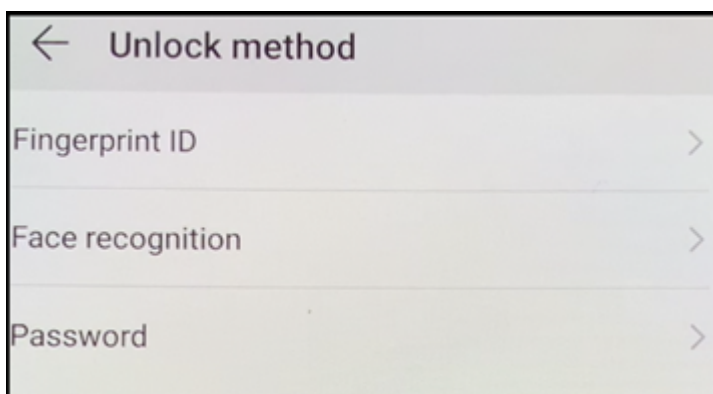 Unlock method
Fingerprint ID
Face recognition
Password